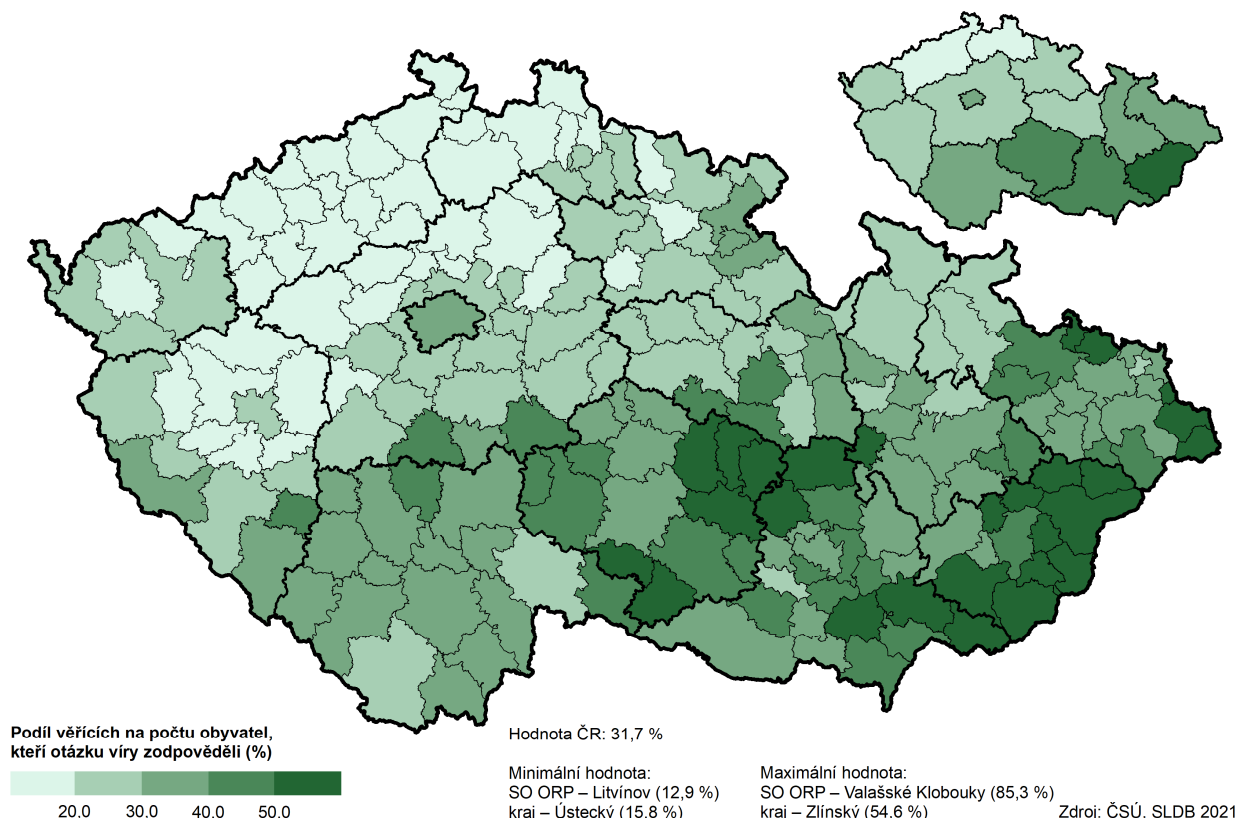 Podíl věřících na počtu obyvatel,
kteří otázku víry zodpověděli (%)
20.0 30.0 40.0 50.0
Hodnota ČR: 31,7 %
Minimální hodnota:
SO ORP – Litvínov (12,9 %)
kraj – Ústecký (15,8 %)
Maximální hodnota:
SO ORP – Valašské Klobouky (85,3 %)
kraj – Zlínský (54,6 %)
Zdroj: ČSÚ, SLDB 2021